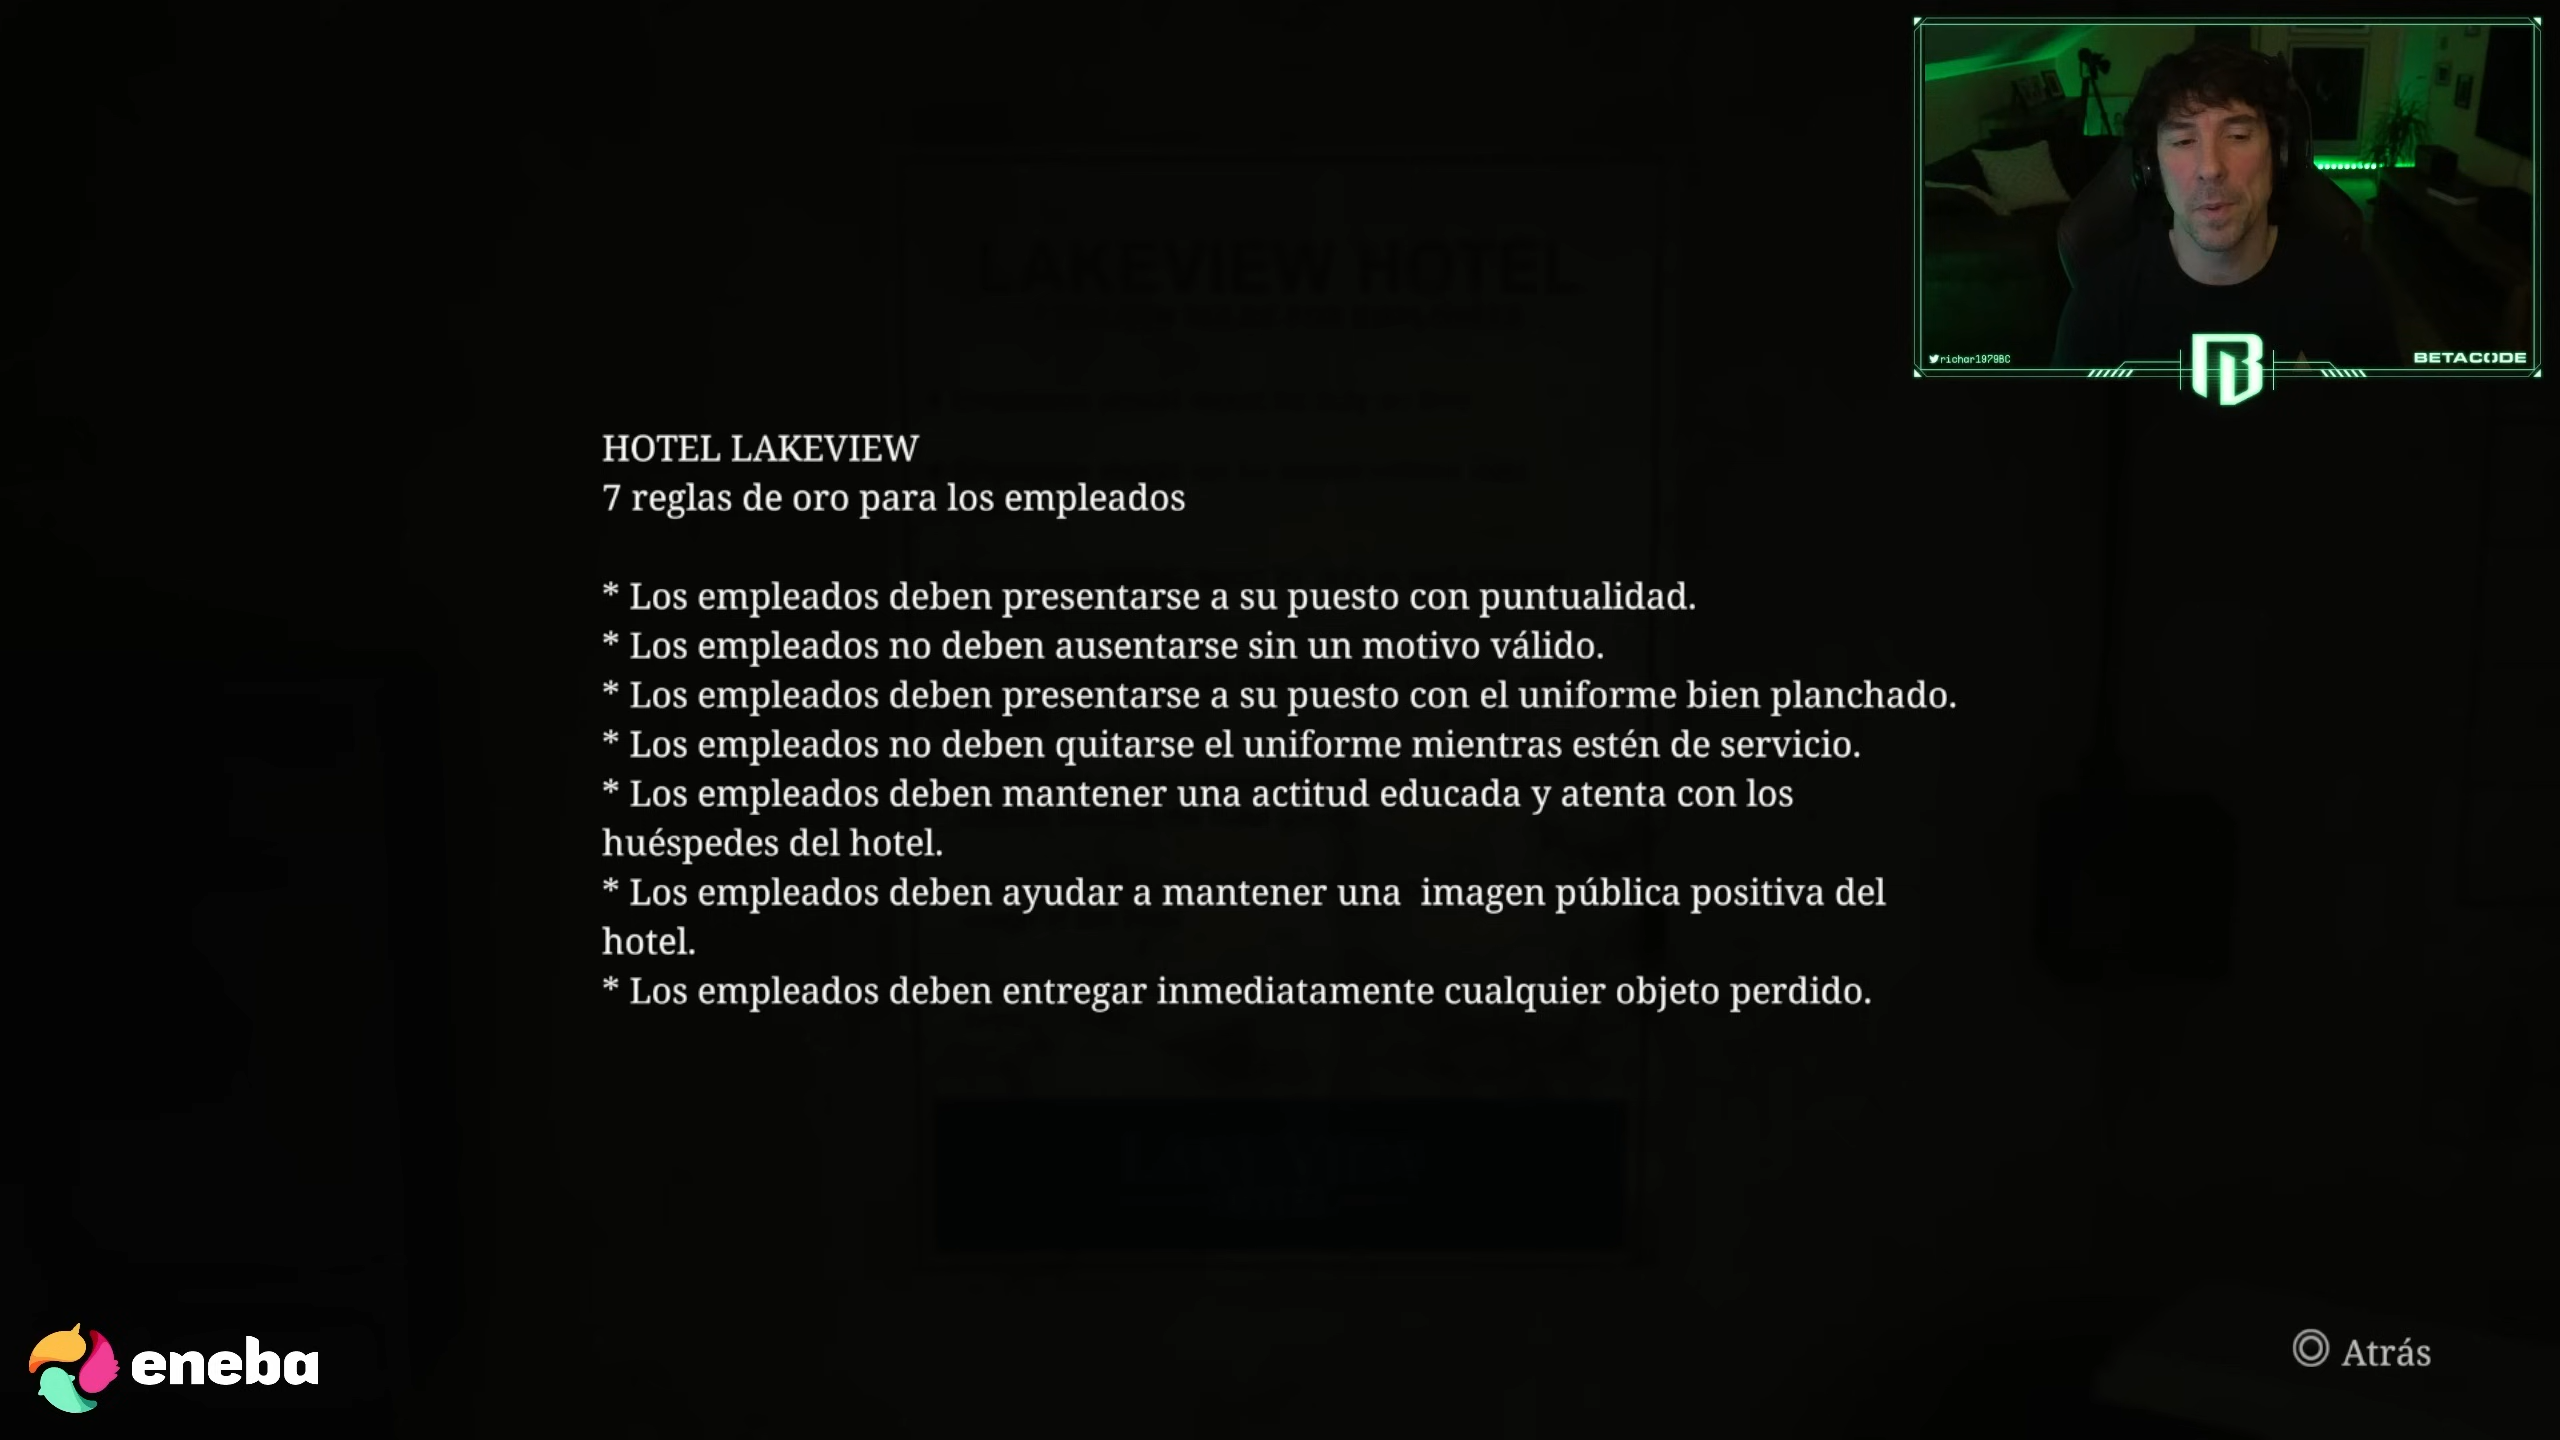 LAKEVIEW HOTEL
richar1979BC
BETACODE
HOTEL LAKEVIEW
7 reglas de oro para los empleados
* Los empleados deben presentarse a su puesto con puntualidad.
* Los empleados no deben ausentarse sin un motivo válido.
* Los empleados deben presentarse a su puesto con el uniforme bien planchado.
* Los empleados no deben quitarse el uniforme mientras estén de servicio.
* Los empleados deben mantener una actitud educada y atenta con los
huéspedes del hotel.
* Los empleados deben ayudar a mantener una  imagen pública positiva del
hotel.
* Los empleados deben entregar inmediatamente cualquier objeto perdido.
eneba
Atrás